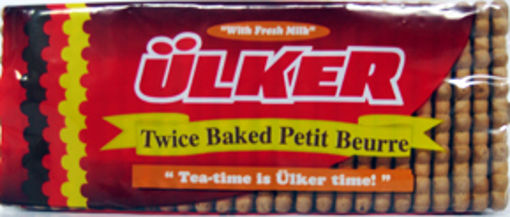 "With Fresh Milk"
ÜLKER
Twice Baked Petit Beurre
" Tea-time is Ülker time! "